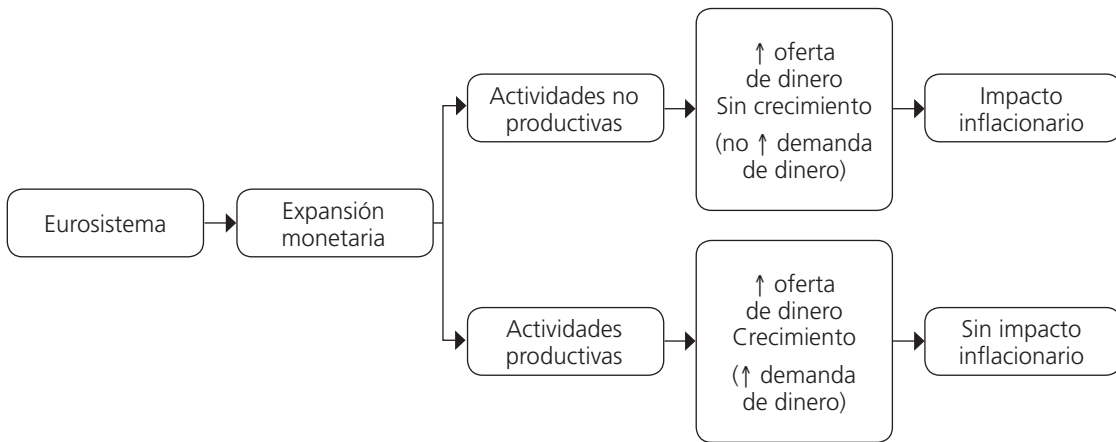 Eurosistema
Expansión
monetaria
Actividades no
productivas
↑ oferta
de dinero
Sin crecimiento
(no ↑ demanda
de dinero)
Impacto
inflacionario
Actividades
productivas
↑ oferta
de dinero
Crecimiento
(↑ demanda
de dinero)
Sin impacto
inflacionario